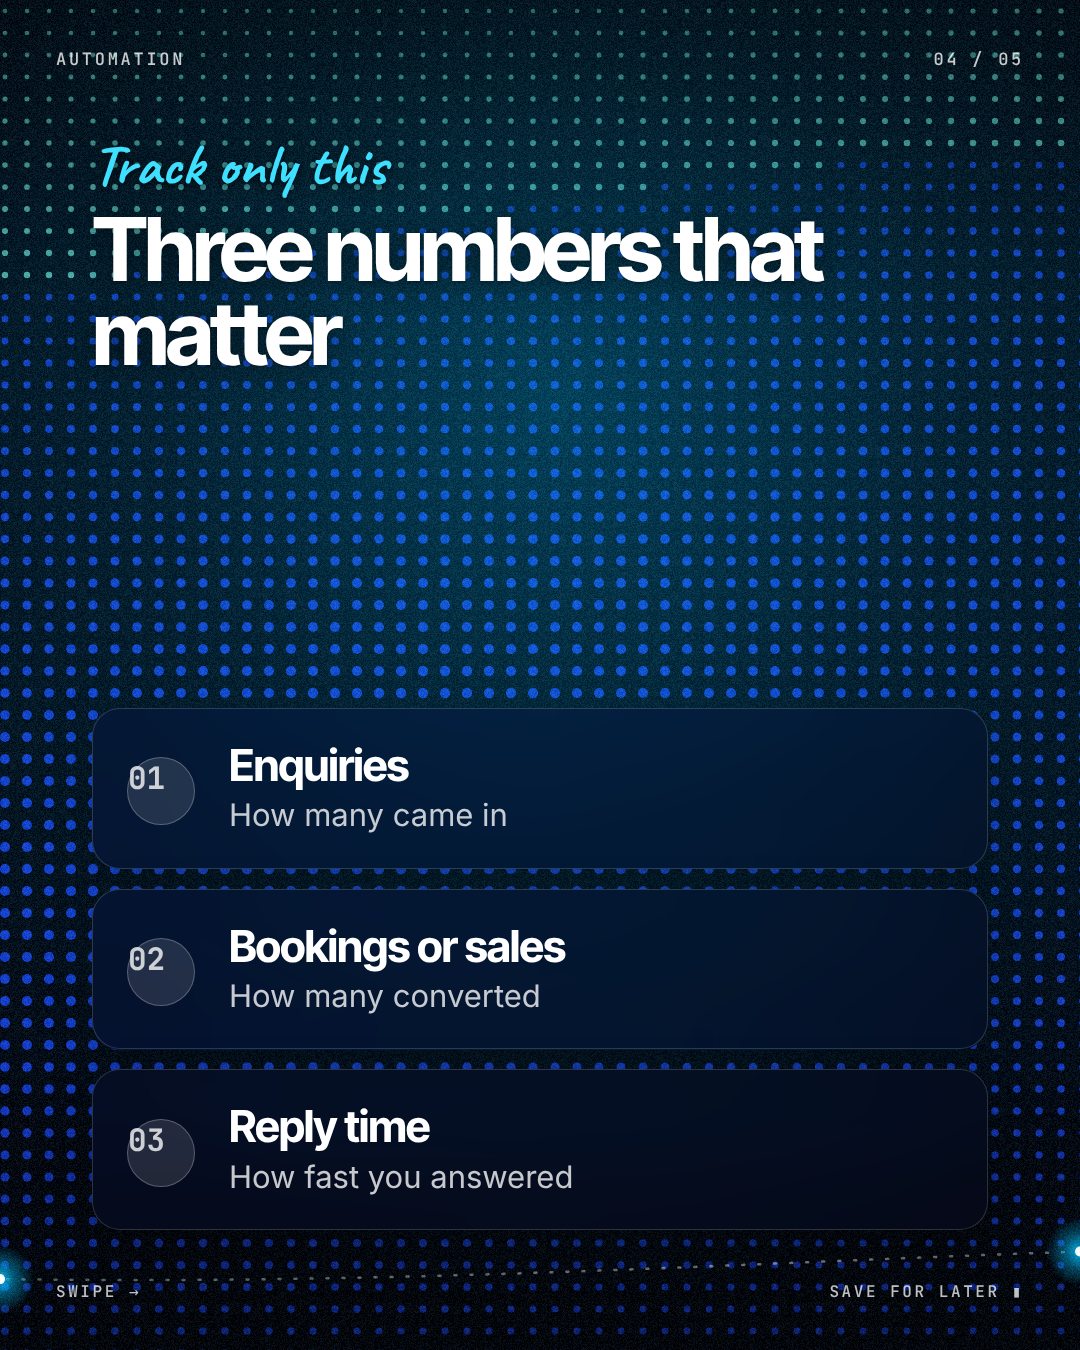 AUTOMATION
04 / 05
Track only this
Three numbers that
matter
01
Enquiries
How many came in
02
Bookings or sales
How many converted
03
Reply time
How fast you answered
SWIPE →
SAVE FOR LATER ▮